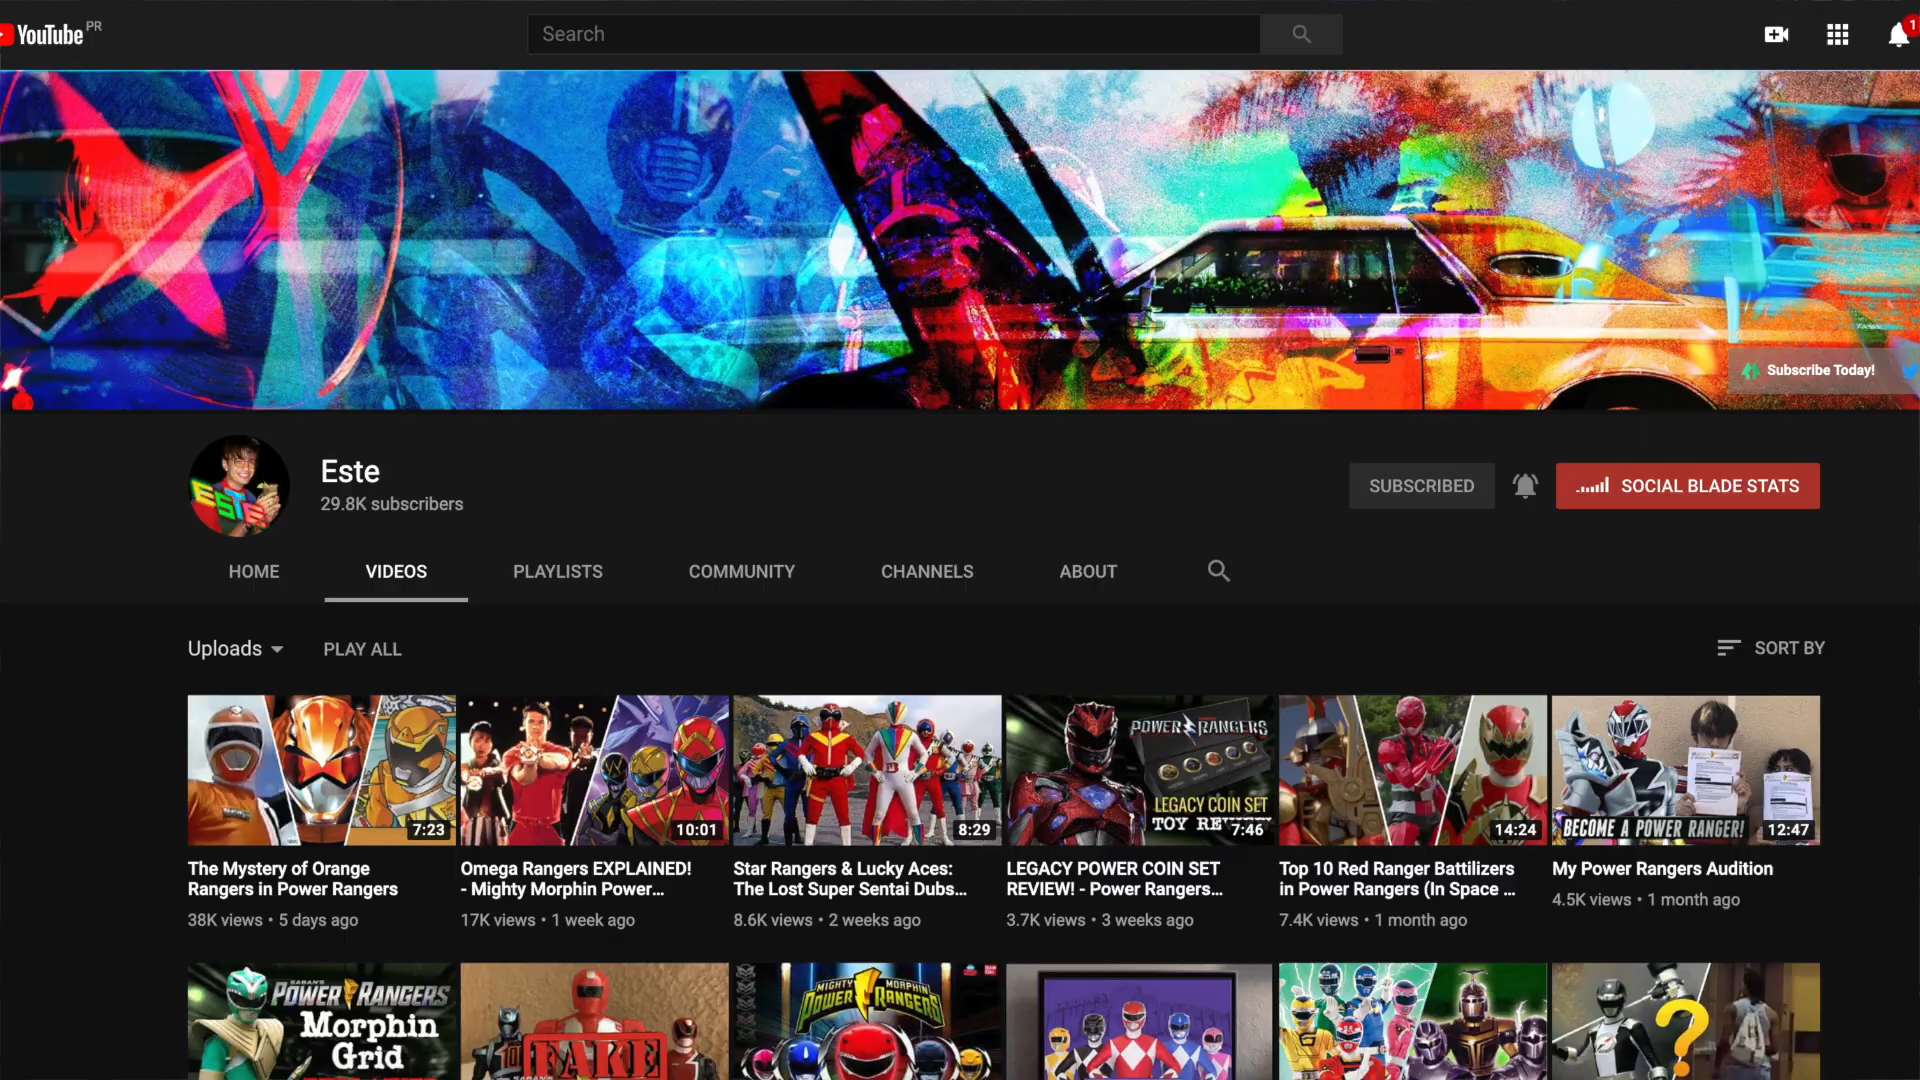 YouTube PR
Search
1
Subscribe Today!
ESTE
Este
29.8K subscribers
SUBSCRIBED
SOCIAL BLADE STATS
HOME
VIDEOS
PLAYLISTS
COMMUNITY
CHANNELS
ABOUT
Uploads
PLAY ALL
SORT BY
7:23
10:01
8:29
POWER RANGERS
LEGACY COIN SET
TOY REVIEW
7:46
14:24
BECOME A POWER RANGER!
12:47
The Mystery of Orange
Rangers in Power Rangers
38K views • 5 days ago
Omega Rangers EXPLAINED!
- Mighty Morphin Power...
17K views • 1 week ago
Star Rangers & Lucky Aces:
The Lost Super Sentai Dubs...
8.6K views • 2 weeks ago
LEGACY POWER COIN SET
REVIEW! - Power Rangers...
3.7K views • 3 weeks ago
Top 10 Red Ranger Battilizers
in Power Rangers (In Space ...
7.4K views • 1 month ago
My Power Rangers Audition
4.5K views • 1 month ago
SABAN'S
POWER RANGERS
Morphin
Grid
FAKE
MIGHTY MORPHIN
POWER RANGERS
?